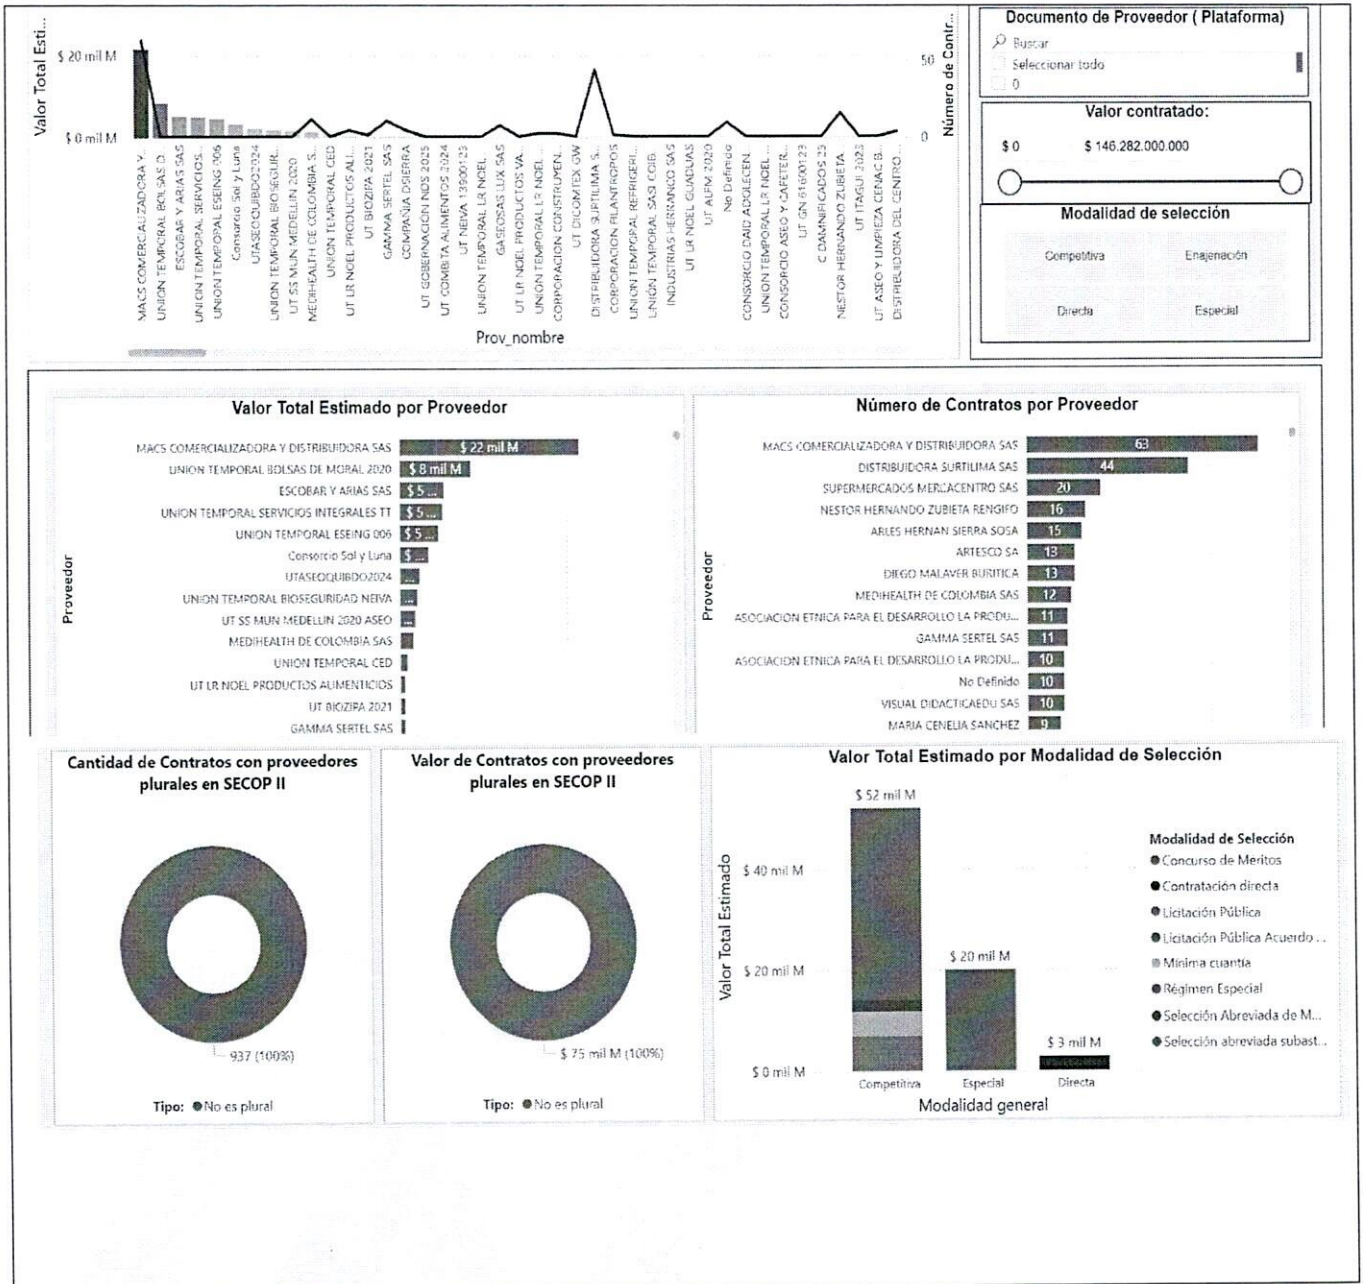 Valor Total Esti...
$ 20 mil M
$ 0 mil M
50
0
Número de Contr...
MACS COMERCIALIZADORA Y...
UNION TEMPORAL BOLSAS D...
ESCOBAR Y ARIAS SAS
UNION TEMPORAL SERVICIOS...
UNION TEMPORAL ESEING 006
Consorcio Sol y Luna
UTASEOQUIBDO2024
UNION TEMPORAL BIOSEGUR...
UT SS MUN MEDELLIN 2020 ...
MEDIHEALTH DE COLOMBIA S...
UNION TEMPORAL CED
UT LR NOEL PRODUCTOS ALI...
UT BIOZIPA 2021
GAMMA SERTEL SAS
COMPAÑIA DSIERRA
UT GOBERNACION NDS 2025
UT COMBITA ALIMENTOS 2024
UT NEIVA 13900123
UNION TEMPORAL LR NOEL ...
GASEOSAS LUX SAS
UT LR NOEL PRODUCTOS VA...
UNION TEMPORAL LR NOEL ...
CORPORACION CONSTRUYEN...
UT DICOMTEX GW
DISTRIBUIDORA SURTILIMA S...
CORPORACION FILANTROPOS
UNION TEMPORAL REFRIGERI...
UNIÓN TEMPORAL SASI COIB...
INDUSTRIAS HERRANCO SAS
UT LR NOEL GUADUAS
UT ALFM 2020
No Definido
CONSORCIO DAID ADOLECEN...
UNION TEMPORAL LR NOEL ...
CONSORCIO ASEO Y CAFETER...
UT GN 61600123
C DAMNIFICADOS 23
NESTOR HERNANDO ZUBIETA...
UT ITAGUI 2023
UT ASEO Y LIMPIEZA CENAC B...
DISTRIBUIDORA DEL CENTRO...
Prov_nombre
Documento de Proveedor ( Plataforma)
Buscar
Seleccionar todo
0
Valor contratado:
$ 0 $ 146.282.000.000
Modalidad de selección
Competitiva Enajenación
Directa Especial
Valor Total Estimado por Proveedor
Proveedor
MACS COMERCIALIZADORA Y DISTRIBUIDORA SAS $ 22 mil M
UNION TEMPORAL BOLSAS DE MORAL 2020 $ 8 mil M
ESCOBAR Y ARIAS SAS $ 5 ...
UNION TEMPORAL SERVICIOS INTEGRALES TT $ 5 ...
UNION TEMPORAL ESEING 006 $ 5 ...
Consorcio Sol y Luna $ ...
UTASEOQUIBDO2024 ...
UNION TEMPORAL BIOSEGURIDAD NEIVA ...
UT SS MUN MEDELLIN 2020 ASEO ...
MEDIHEALTH DE COLOMBIA SAS
UNION TEMPORAL CED
UT LR NOEL PRODUCTOS ALIMENTICIOS
UT BIOZIPA 2021
GAMMA SERTEL SAS
Número de Contratos por Proveedor
Proveedor
MACS COMERCIALIZADORA Y DISTRIBUIDORA SAS 63
DISTRIBUIDORA SURTILIMA SAS 44
SUPERMERCADOS MERCACENTRO SAS 20
NESTOR HERNANDO ZUBIETA RENGIFO 16
ARLES HERNAN SIERRA SOSA 15
ARTESCO SA 13
DIEGO MALAVER BURITICA 13
MEDIHEALTH DE COLOMBIA SAS 12
ASOCIACION ETNICA PARA EL DESARROLLO LA PRODU... 11
GAMMA SERTEL SAS 11
ASOCIACION ETNICA PARA EL DESARROLLO LA PRODU... 10
No Definido 10
VISUAL DIDACTICAEDU SAS 10
MARIA CENELIA SANCHEZ 9
Cantidad de Contratos con proveedores
plurales en SECOP II
937 (100%)
Tipo: No es plural
Valor de Contratos con proveedores
plurales en SECOP II
$ 75 mil M (100%)
Tipo: No es plural
Valor Total Estimado por Modalidad de Selección
Valor Total Estimado
$ 52 mil M
$ 40 mil M
$ 20 mil M
$ 20 mil M
$ 3 mil M
$ 0 mil M
Competitiva Especial Directa
Modalidad general
Modalidad de Selección
Concurso de Meritos
Contratación directa
Licitación Pública
Licitación Pública Acuerdo ...
Mínima cuantía
Régimen Especial
Selección Abreviada de M...
Selección abreviada subast...